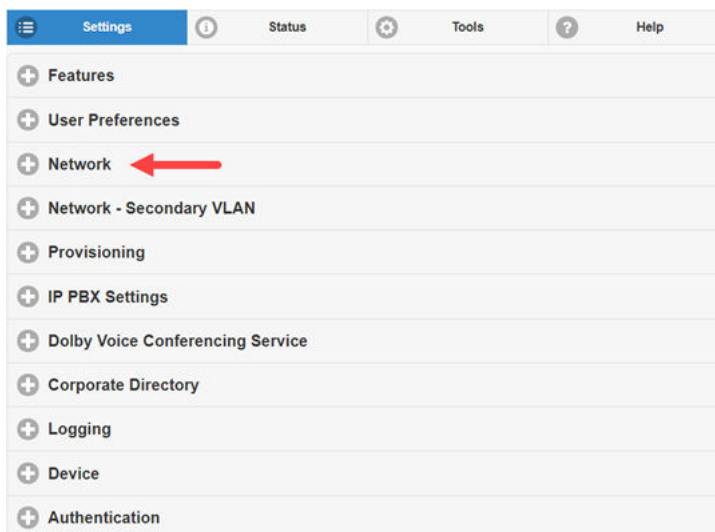 Settings Status Tools Help
Features
User Preferences
Network
Network - Secondary VLAN
Provisioning
IP PBX Settings
Dolby Voice Conferencing Service
Corporate Directory
Logging
Device
Authentication